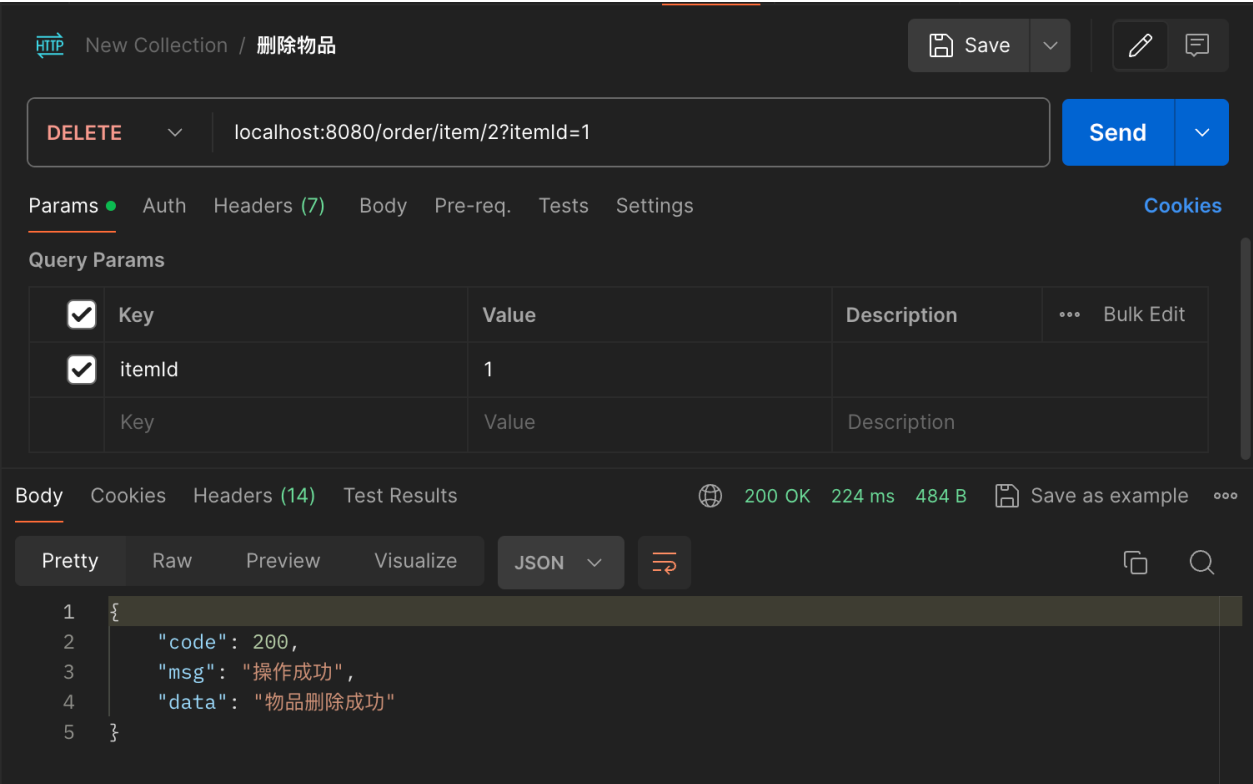 HTTP New Collection / 删除物品 Save
DELETE localhost:8080/order/item/2?itemId=1 Send
Params Auth Headers (7) Body Pre-req. Tests Settings Cookies
Query Params
Key Value Description ooo Bulk Edit
itemId 1
Key Value Description
Body Cookies Headers (14) Test Results 200 OK 224 ms 484 B Save as example ooo
Pretty Raw Preview Visualize JSON
1 {
2 "code": 200,
3 "msg": "操作成功",
4 "data": "物品删除成功"
5 }